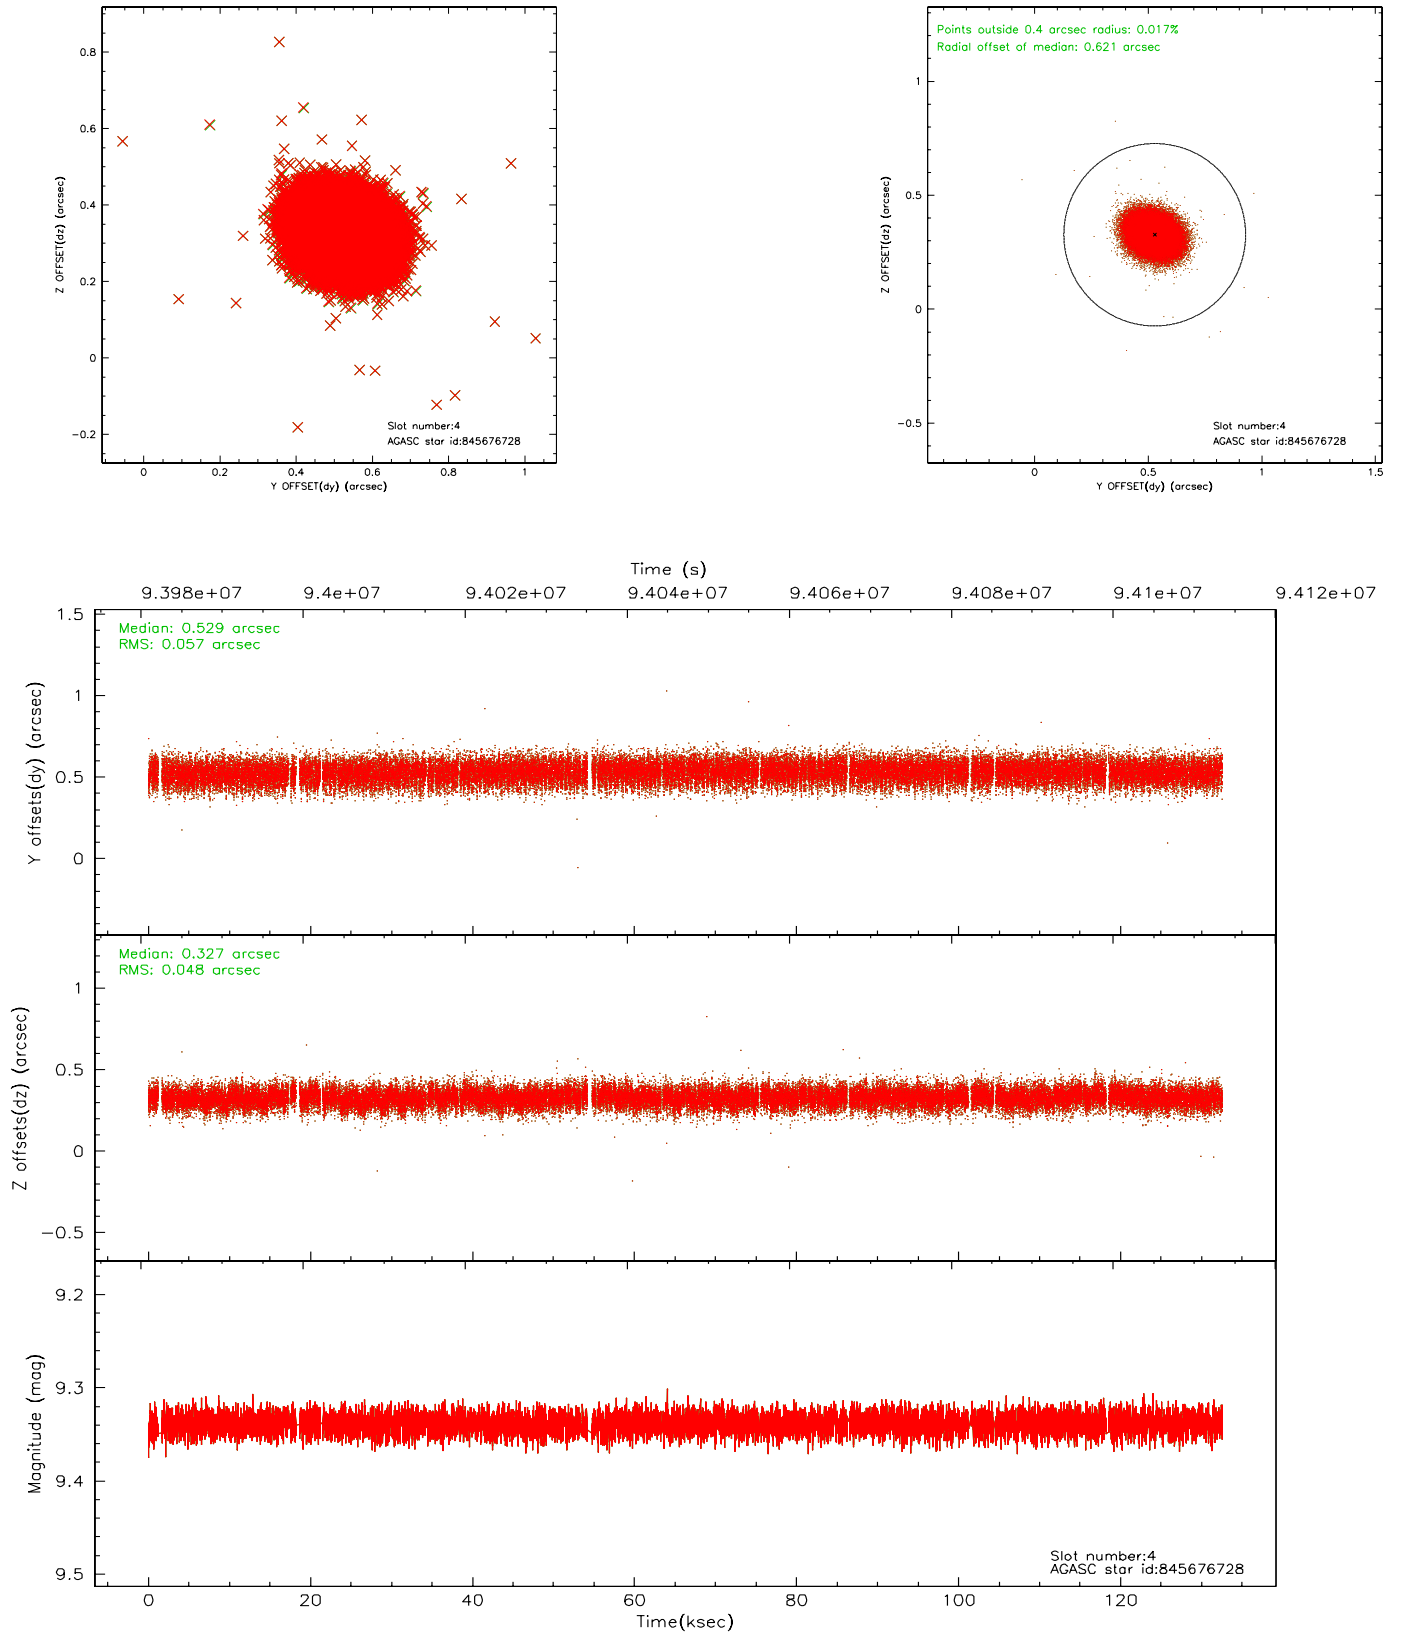 0.8
0.6
0.4
0.2
0
−0.2
Z OFFSET(dz) (arcsec)
Slot number:4
AGASC star id:845676728
0 0.2 0.4 0.6 0.8 1
Y OFFSET(dy) (arcsec)
Points outside 0.4 arcsec radius: 0.017%
Radial offset of median: 0.621 arcsec
1
0.5
0
−0.5
Z OFFSET(dz) (arcsec)
Slot number:4
AGASC star id:845676728
0 0.5 1 1.5
Y OFFSET(dy) (arcsec)
Time (s)
9.398e+07 9.4e+07 9.402e+07 9.404e+07 9.406e+07 9.408e+07 9.41e+07 9.412e+07
Median: 0.529 arcsec
RMS: 0.057 arcsec
1.5
1
0.5
0
Y offsets(dy) (arcsec)
Median: 0.327 arcsec
RMS: 0.048 arcsec
1
0.5
0
−0.5
Z offsets(dz) (arcsec)
9.2
9.3
9.4
9.5
Magnitude (mag)
Slot number:4
AGASC star id:845676728
0 20 40 60 80 100 120
Time(ksec)